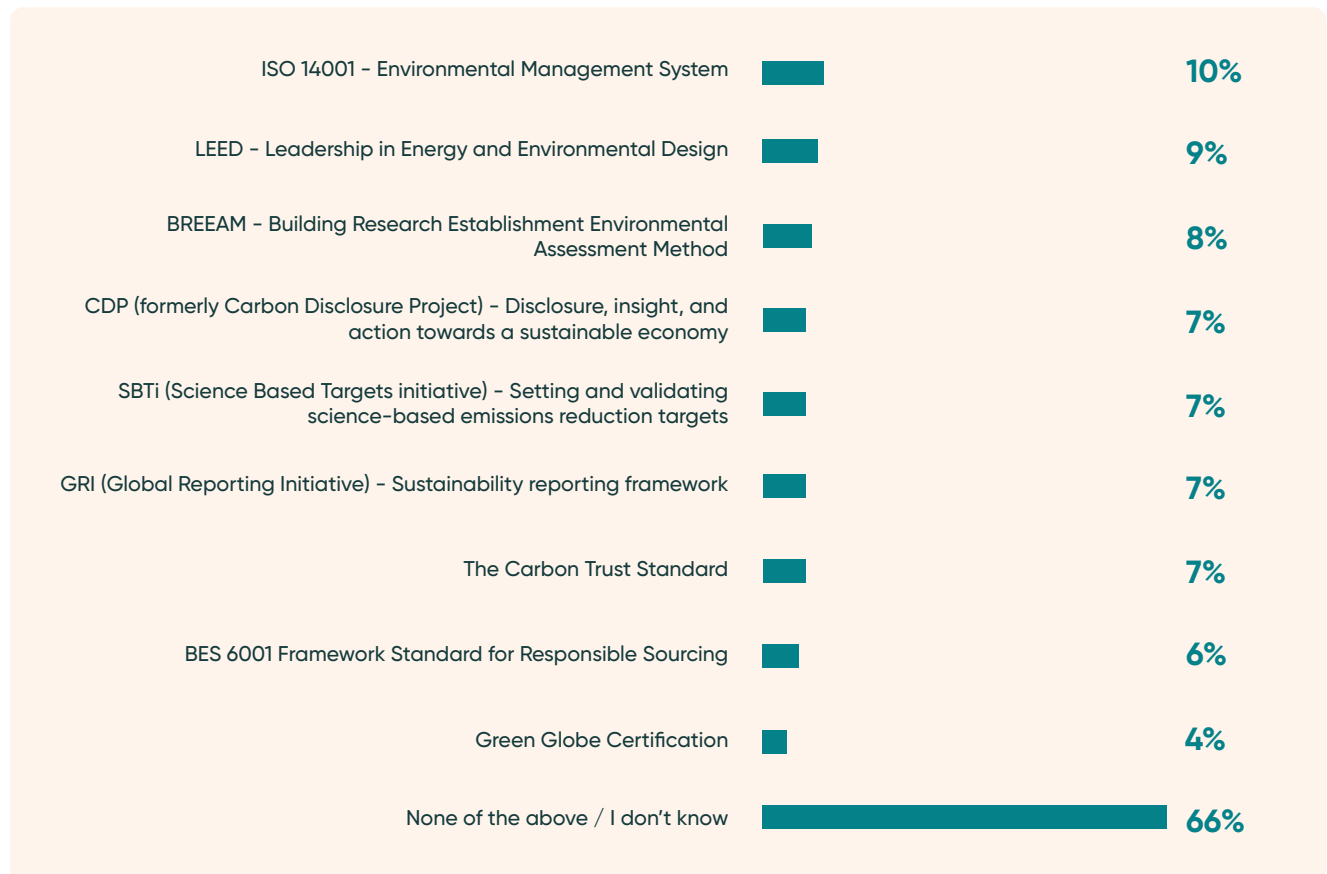 ISO 14001 - Environmental Management System
10%
LEED - Leadership in Energy and Environmental Design
9%
BREEAM - Building Research Establishment Environmental
Assessment Method
8%
CDP (formerly Carbon Disclosure Project) - Disclosure, insight, and
action towards a sustainable economy
7%
SBTi (Science Based Targets initiative) - Setting and validating
science-based emissions reduction targets
7%
GRI (Global Reporting Initiative) - Sustainability reporting framework
7%
The Carbon Trust Standard
7%
BES 6001 Framework Standard for Responsible Sourcing
6%
Green Globe Certification
4%
None of the above / I don’t know
66%